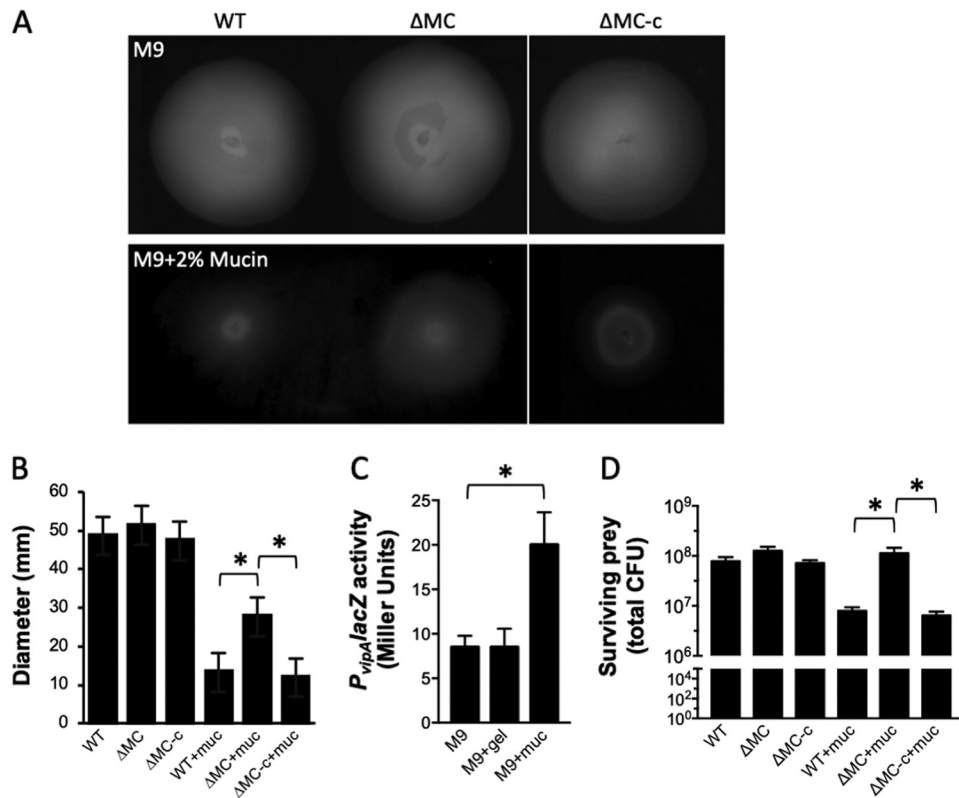 A
WT ΔMC ΔMC-c
M9
M9+2% Mucin
B
Diameter (mm)
60
50
40
30
20
10
0
*
*
WT
ΔMC
ΔMC-c
WT+muc
ΔMC+muc
ΔMC-c+muc
C
PvipAlacZ activity
(Miller Units)
25
20
15
10
5
0
*
M9
M9+gel
M9+muc
D
Surviving prey
(total CFU)
10⁹
10⁸
10⁷
10⁶
10⁴
10²
10⁰
*
*
WT
ΔMC
ΔMC-c
WT+muc
ΔMC+muc
ΔMC-c+muc